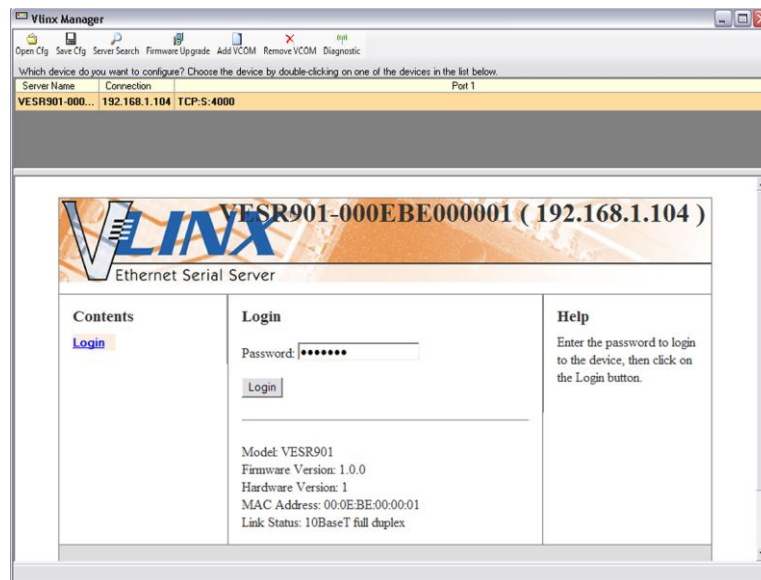 Vlinx Manager
Open Cfg Save Cfg Server Search Firmware Upgrade Add VCOM Remove VCOM Diagnostic
Which device do you want to configure? Choose the device by double-clicking on one of the devices in the list below.
Server Name Connection Port 1
VESR901-000... 192.168.1.104 TCP:S:4000
VLINX
VESR901-000EBE000001 ( 192.168.1.104 )
Ethernet Serial Server
Contents
Login
Login
Password: •••••••
Login
Model: VESR901
Firmware Version: 1.0.0
Hardware Version: 1
MAC Address: 00:0E:BE:00:00:01
Link Status: 10BaseT full duplex
Help
Enter the password to login
to the device, then click on
the Login button.